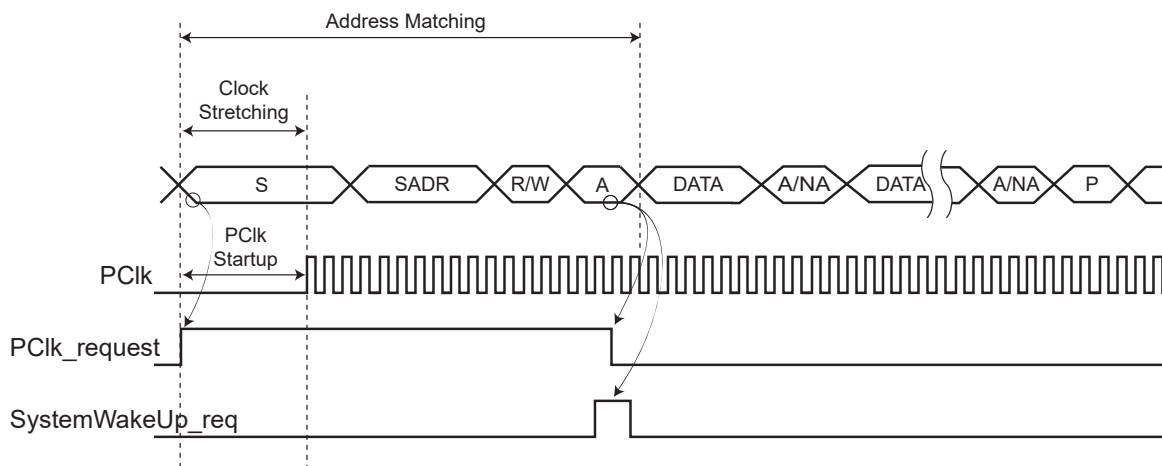 Address Matching
Clock
Stretching
S SADR R/W A DATA A/NA DATA A/NA P
PClk
Startup
PClk
PClk_request
SystemWakeUp_req